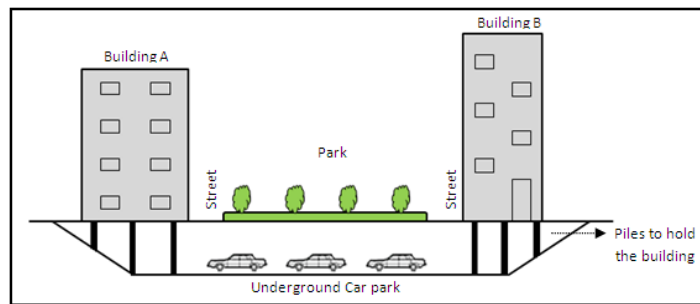 Building B
Building A
Park
Street
Street
Piles to hold
the building
Underground Car park